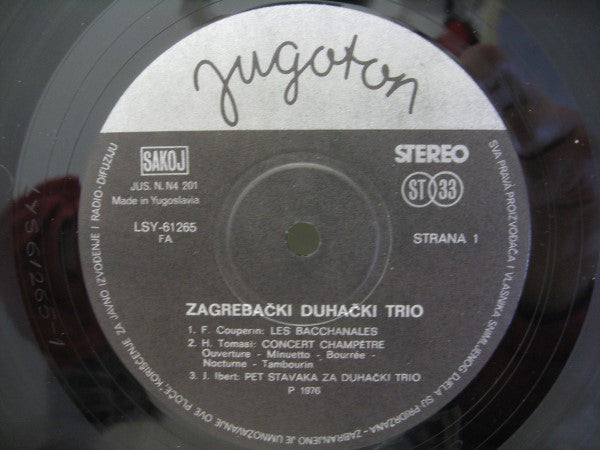 jugoton
SAKOJ
JUS. N.N4 201
Made in Yugoslavia
LSY-61265
FA
STEREO
ST 33
STRANA 1
ZAGREBAČKI DUHAČKI TRIO
1. F. Couperin: LES BACCHANALES
2. H. Tomasi: CONCERT CHAMPÊTRE
Ouverture - Minuetto - Bourrée -
Nocturne - Tambourin
3. J. Ibert: PET STAVAKA ZA DUHAČKI TRIO
P 1976
SVA PRAVA PROIZVOĐAČA I VLASNIKA SNIMLJENOG DJELA SU PRIDRŽANA - ZABRANJENO JE UMNOŽAVANJE OVE PLOČE, KORIŠĆENJE ZA JAVNO IZVOĐENJE I RADIO-DIFUZIJU
LSY61265-1